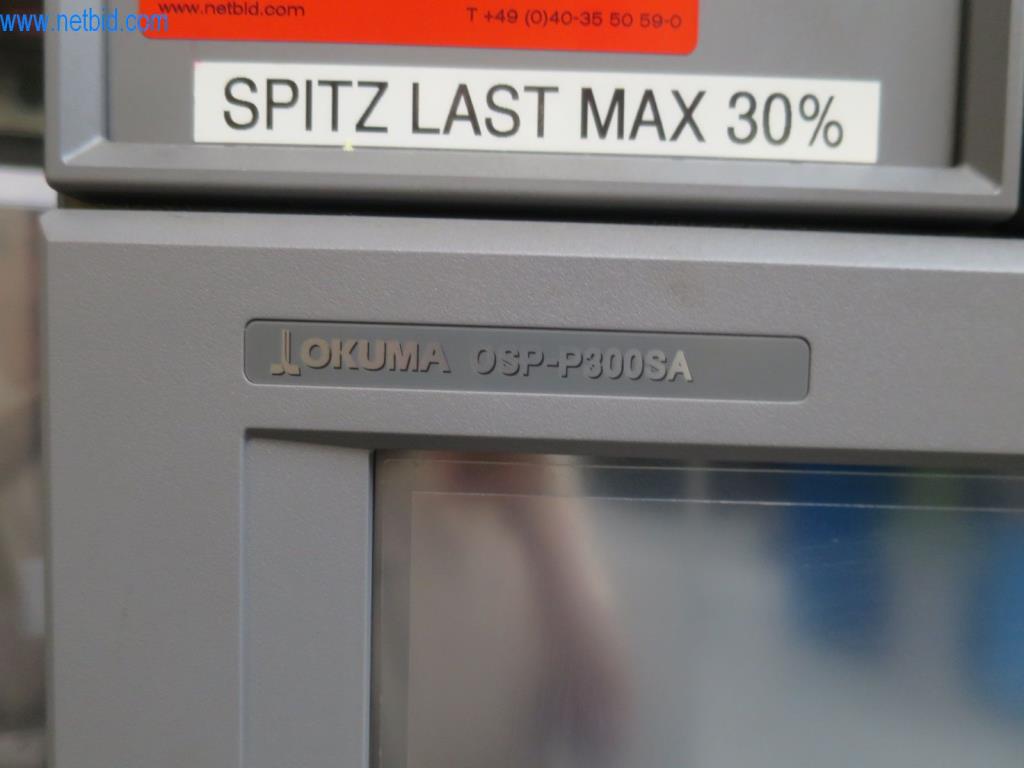 www.netbid.com
www.netbid.com T +49 (0)40-35 50 59-0
SPITZ LAST MAX 30%
OKUMA OSP-P300SA